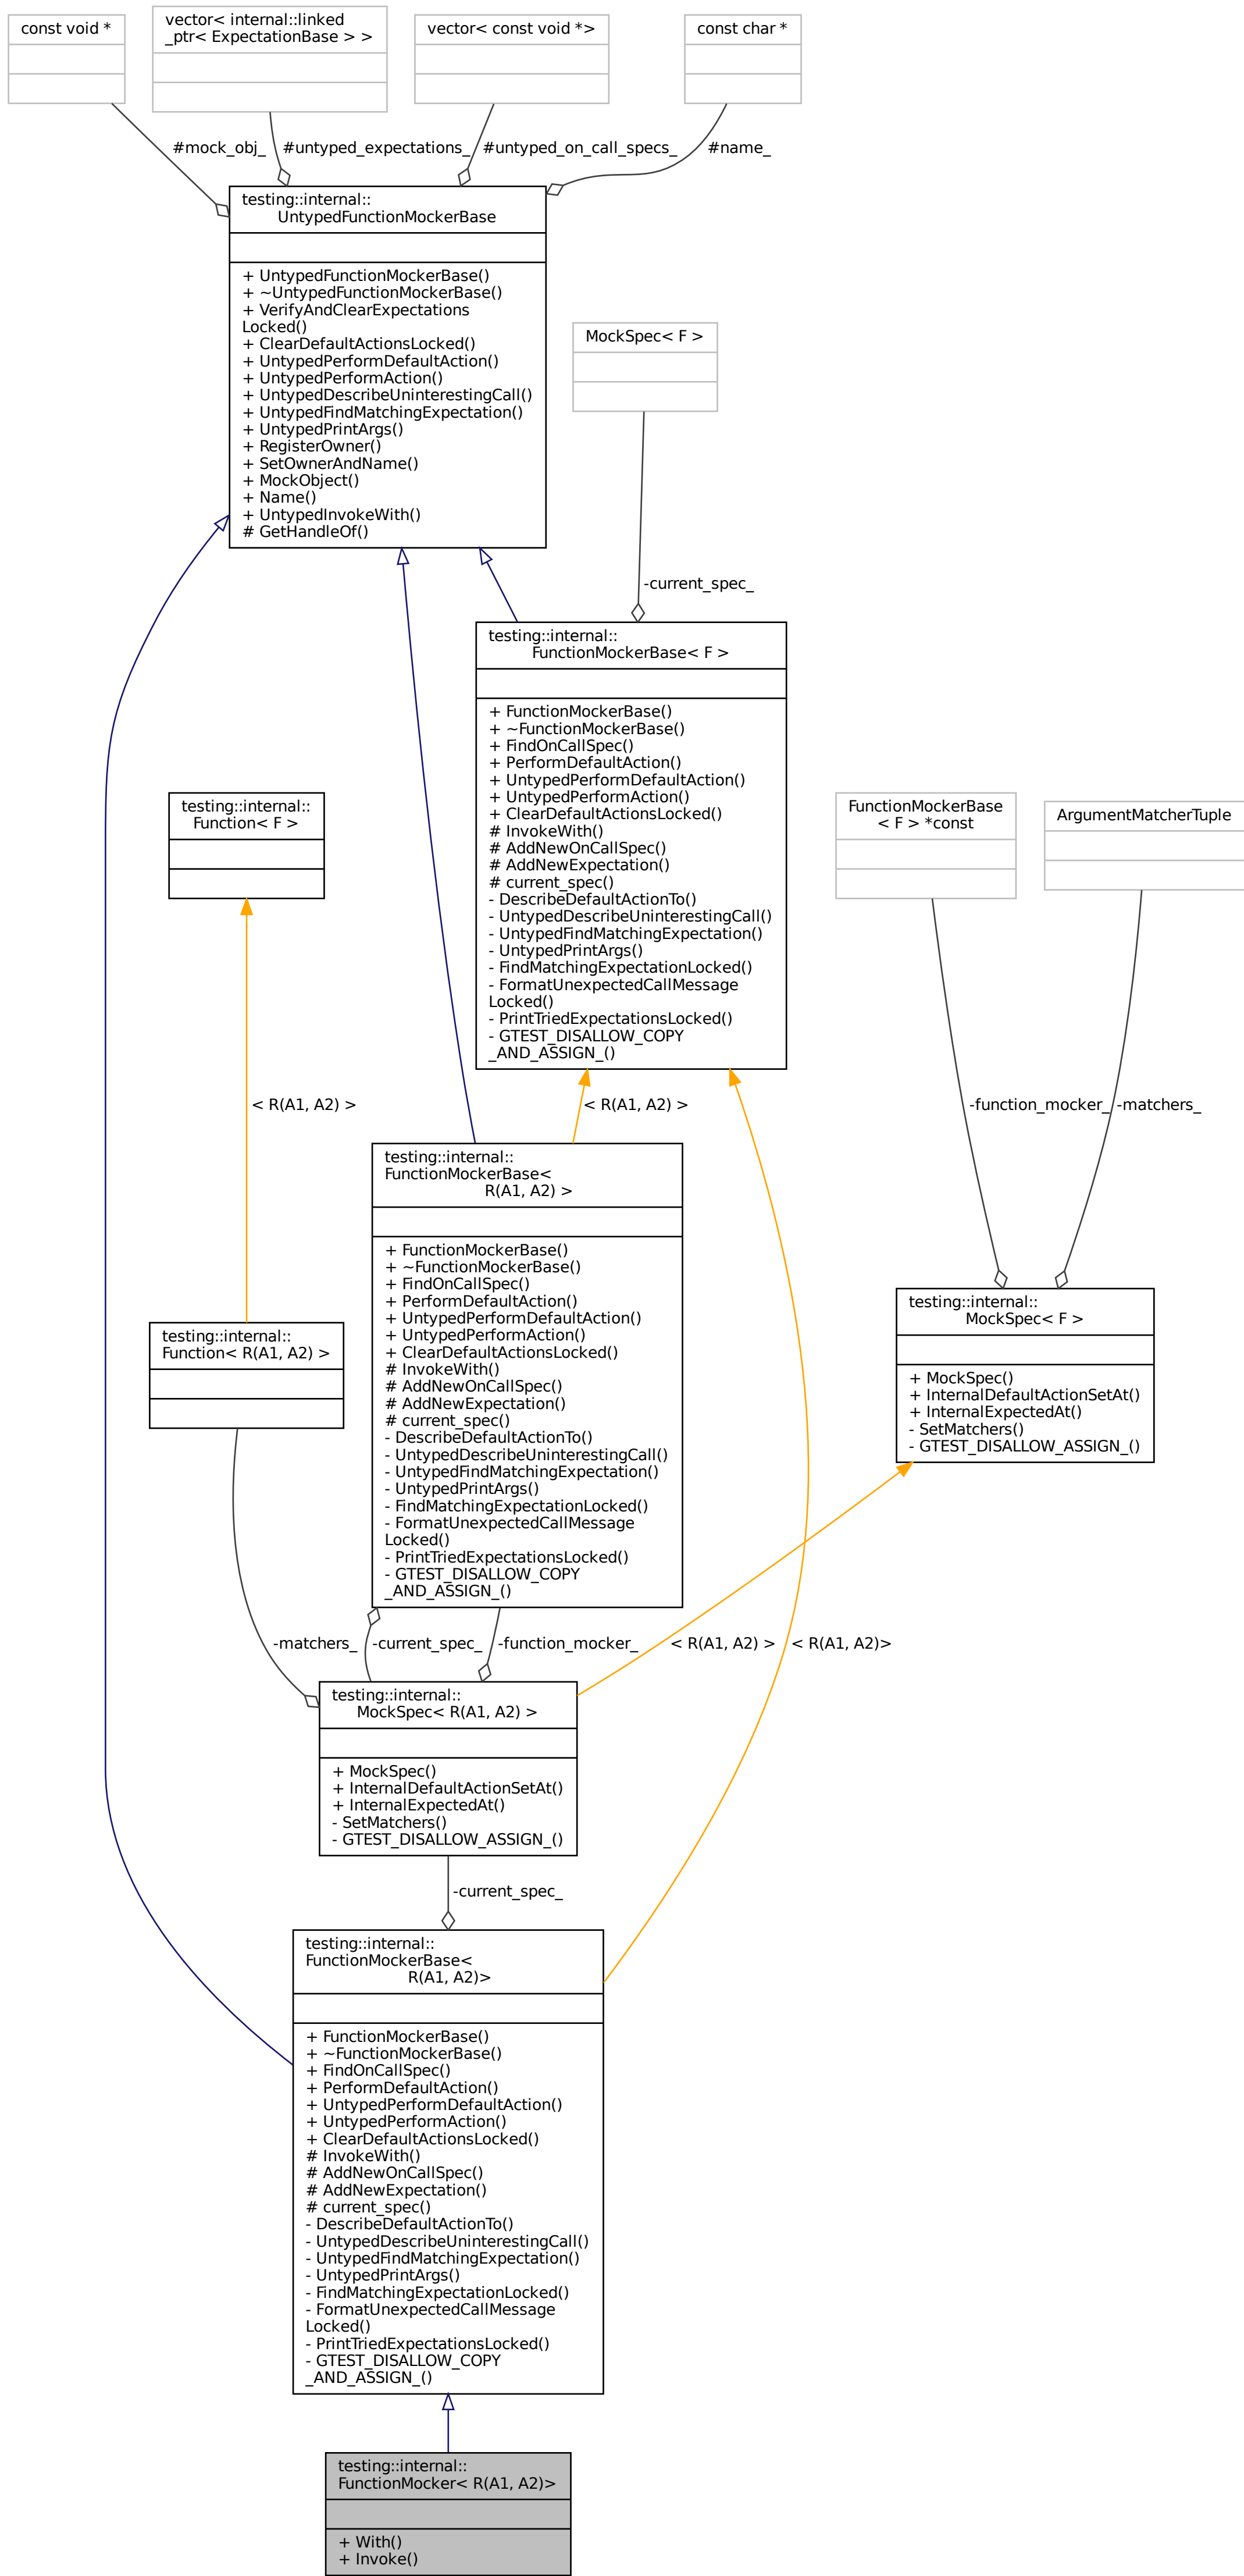 const void *
vector< internal::linked
_ptr< ExpectationBase > >
vector< const void *>
const char *
#mock_obj_
#untyped_expectations_
#untyped_on_call_specs_
#name_
testing::internal::
UntypedFunctionMockerBase
+ UntypedFunctionMockerBase()
+ ~UntypedFunctionMockerBase()
+ VerifyAndClearExpectations
Locked()
+ ClearDefaultActionsLocked()
+ UntypedPerformDefaultAction()
+ UntypedPerformAction()
+ UntypedDescribeUninterestingCall()
+ UntypedFindMatchingExpectation()
+ UntypedPrintArgs()
+ RegisterOwner()
+ SetOwnerAndName()
+ MockObject()
+ Name()
+ UntypedInvokeWith()
# GetHandleOf()
MockSpec< F >
-current_spec_
testing::internal::
FunctionMockerBase< F >
+ FunctionMockerBase()
+ ~FunctionMockerBase()
+ FindOnCallSpec()
+ PerformDefaultAction()
+ UntypedPerformDefaultAction()
+ UntypedPerformAction()
+ ClearDefaultActionsLocked()
# InvokeWith()
# AddNewOnCallSpec()
# AddNewExpectation()
# current_spec()
- DescribeDefaultActionTo()
- UntypedDescribeUninterestingCall()
- UntypedFindMatchingExpectation()
- UntypedPrintArgs()
- FindMatchingExpectationLocked()
- FormatUnexpectedCallMessage
Locked()
- PrintTriedExpectationsLocked()
- GTEST_DISALLOW_COPY
_AND_ASSIGN_()
testing::internal::
Function< F >
FunctionMockerBase
< F > *const
ArgumentMatcherTuple
< R(A1, A2) >
< R(A1, A2) >
-function_mocker_
-matchers_
testing::internal::
FunctionMockerBase<
R(A1, A2) >
+ FunctionMockerBase()
+ ~FunctionMockerBase()
+ FindOnCallSpec()
+ PerformDefaultAction()
+ UntypedPerformDefaultAction()
+ UntypedPerformAction()
+ ClearDefaultActionsLocked()
# InvokeWith()
# AddNewOnCallSpec()
# AddNewExpectation()
# current_spec()
- DescribeDefaultActionTo()
- UntypedDescribeUninterestingCall()
- UntypedFindMatchingExpectation()
- UntypedPrintArgs()
- FindMatchingExpectationLocked()
- FormatUnexpectedCallMessage
Locked()
- PrintTriedExpectationsLocked()
- GTEST_DISALLOW_COPY
_AND_ASSIGN_()
testing::internal::
Function< R(A1, A2) >
testing::internal::
MockSpec< F >
+ MockSpec()
+ InternalDefaultActionSetAt()
+ InternalExpectedAt()
- SetMatchers()
- GTEST_DISALLOW_ASSIGN_()
-matchers_
-current_spec_
-function_mocker_
< R(A1, A2) >
< R(A1, A2)>
testing::internal::
MockSpec< R(A1, A2) >
+ MockSpec()
+ InternalDefaultActionSetAt()
+ InternalExpectedAt()
- SetMatchers()
- GTEST_DISALLOW_ASSIGN_()
-current_spec_
testing::internal::
FunctionMockerBase<
R(A1, A2)>
+ FunctionMockerBase()
+ ~FunctionMockerBase()
+ FindOnCallSpec()
+ PerformDefaultAction()
+ UntypedPerformDefaultAction()
+ UntypedPerformAction()
+ ClearDefaultActionsLocked()
# InvokeWith()
# AddNewOnCallSpec()
# AddNewExpectation()
# current_spec()
- DescribeDefaultActionTo()
- UntypedDescribeUninterestingCall()
- UntypedFindMatchingExpectation()
- UntypedPrintArgs()
- FindMatchingExpectationLocked()
- FormatUnexpectedCallMessage
Locked()
- PrintTriedExpectationsLocked()
- GTEST_DISALLOW_COPY
_AND_ASSIGN_()
testing::internal::
FunctionMocker< R(A1, A2)>
+ With()
+ Invoke()